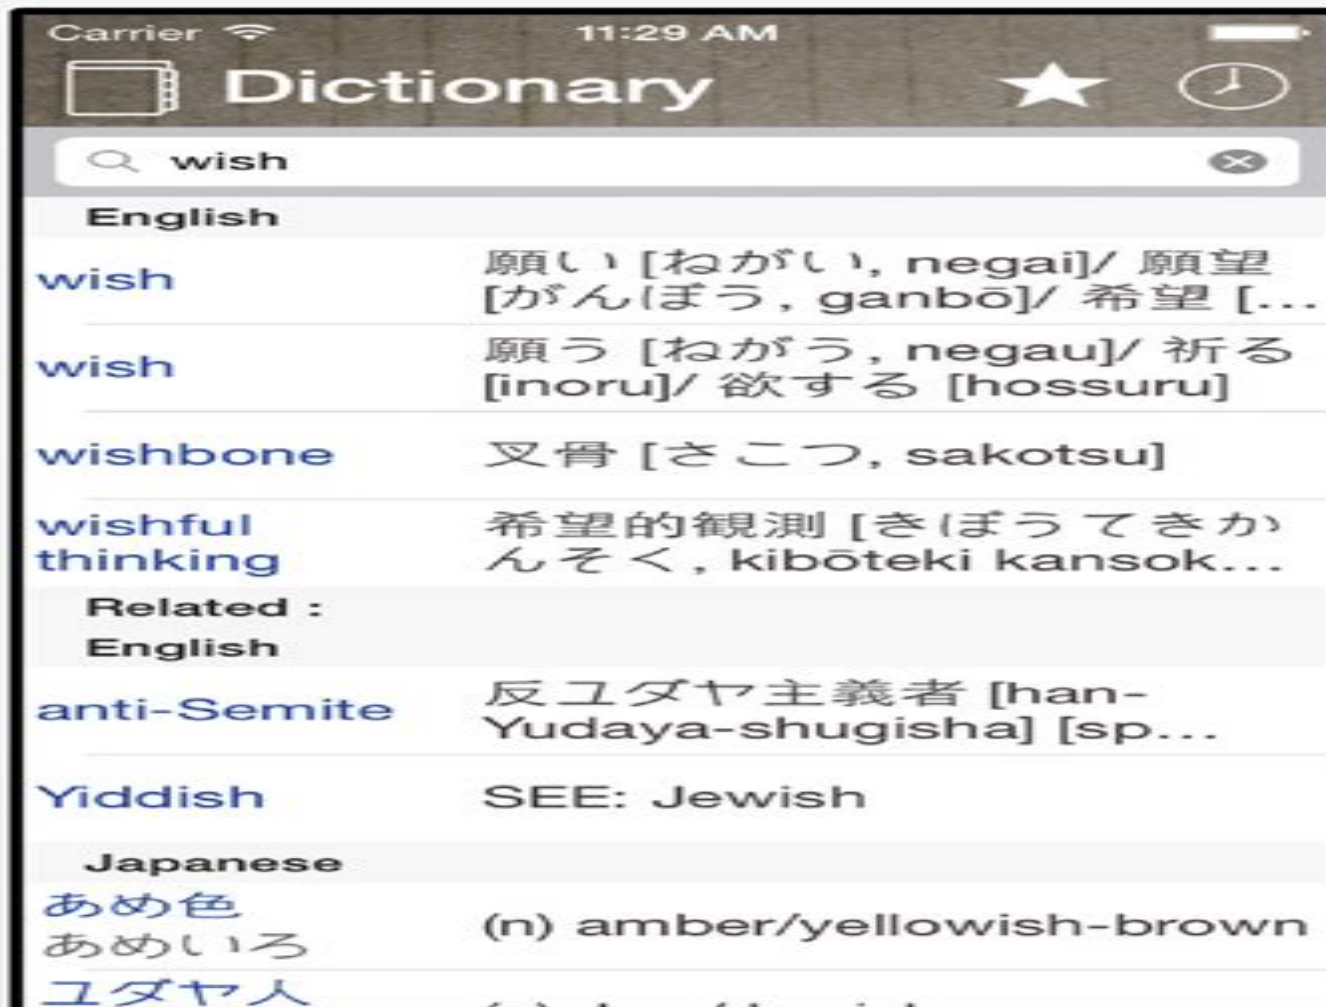 Carrier 11:29 AM
Dictionary
wish
English
wish
願い [ねがい, negai]/ 願望
[がんぼう, ganbō]/ 希望 [...
wish
願う [ねがう, negau]/ 祈る
[inoru]/ 欲する [hossuru]
wishbone
叉骨 [さこつ, sakotsu]
wishful
thinking
希望的観測 [きぼうてきか
んそく, kibōteki kansok...
Related :
English
anti-Semite
反ユダヤ主義者 [han-
Yudaya-shugisha] [sp...
Yiddish
SEE: Jewish
Japanese
あめ色
あめいろ
(n) amber/yellowish-brown
ユダヤ人